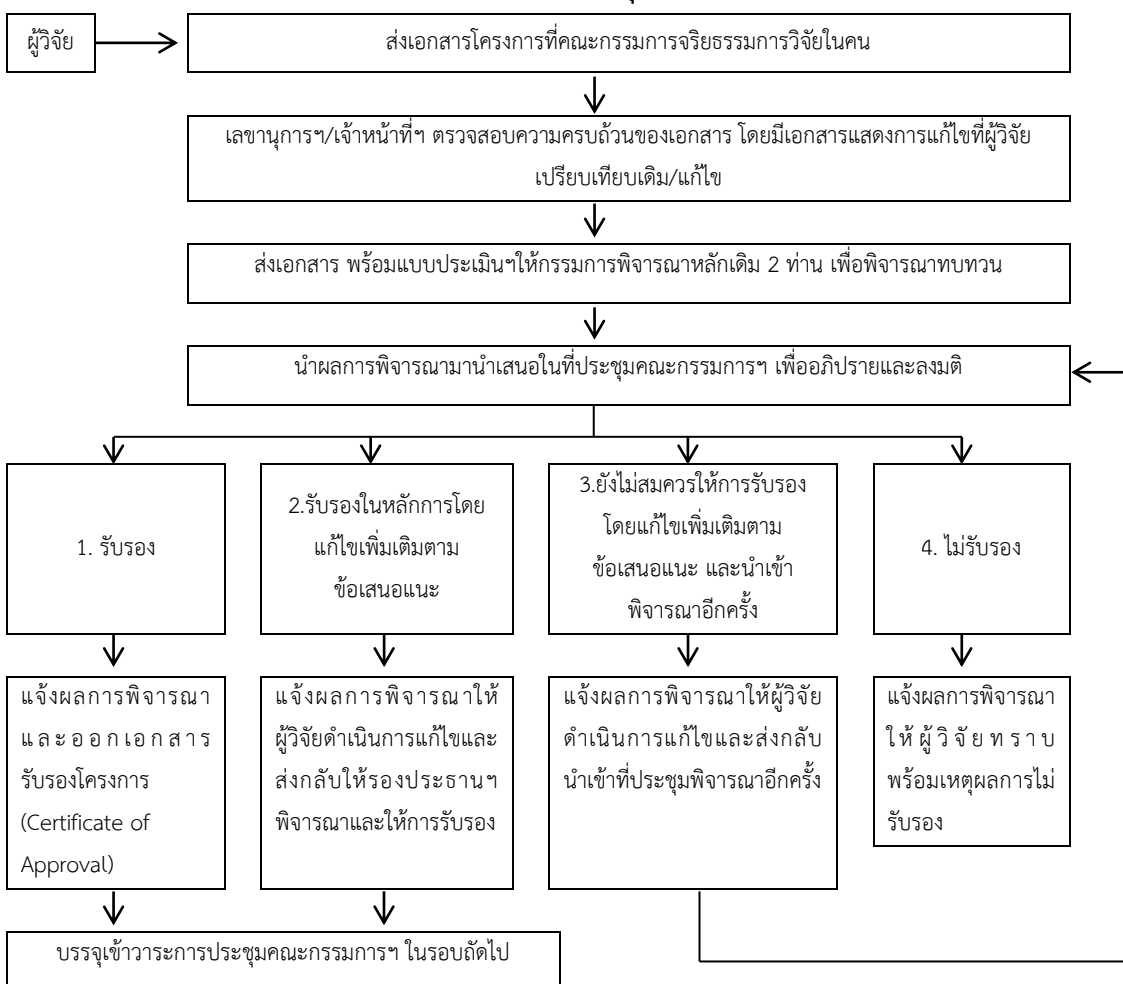 ผู้วิจัย
ส่งเอกสารโครงการที่คณะกรรมการจริยธรรมการวิจัยในคน
เลขานุการฯ/เจ้าหน้าที่ฯ ตรวจสอบความครบถ้วนของเอกสาร โดยมีเอกสารแสดงการแก้ไขที่ผู้วิจัย
เปรียบเทียบเดิม/แก้ไข
ส่งเอกสาร พร้อมแบบประเมินฯให้กรรมการพิจารณาหลักเดิม 2 ท่าน เพื่อพิจารณาทบทวน
นำผลการพิจารณามานำเสนอในที่ประชุมคณะกรรมการฯ เพื่ออภิปรายและลงมติ
1. รับรอง
2.รับรองในหลักการโดย
แก้ไขเพิ่มเติมตาม
ข้อเสนอแนะ
3.ยังไม่สมควรให้การรับรอง
โดยแก้ไขเพิ่มเติมตาม
ข้อเสนอแนะ และนำเข้า
พิจารณาอีกครั้ง
4. ไม่รับรอง
แจ้งผลการพิจารณา
และออกเอกสาร
รับรองโครงการ
(Certificate of
Approval)
แจ้งผลการพิจารณาให้
ผู้วิจัยดำเนินการแก้ไขและ
ส่งกลับให้รองประธานฯ
พิจารณาและให้การรับรอง
แจ้งผลการพิจารณาให้ผู้วิจัย
ดำเนินการแก้ไขและส่งกลับ
นำเข้าที่ประชุมพิจารณาอีกครั้ง
แจ้งผลการพิจารณา
ให้ผู้วิจัยทราบ
พร้อมเหตุผลการไม่
รับรอง
บรรจุเข้าวาระการประชุมคณะกรรมการฯ ในรอบถัดไป